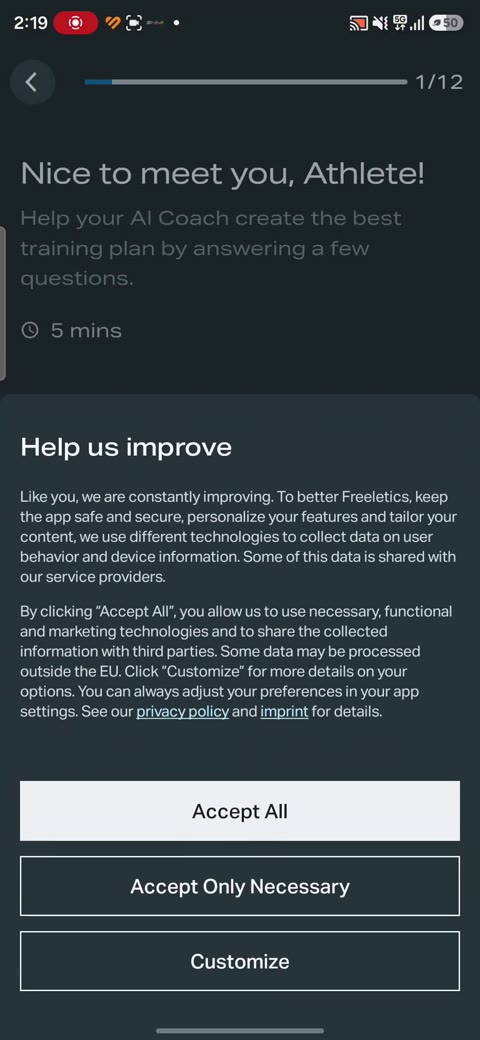 2:19
5G
50
1/12
Nice to meet you, Athlete!
Help your AI Coach create the best
training plan by answering a few
questions.
5 mins
Help us improve
Like you, we are constantly improving. To better Freeletics, keep
the app safe and secure, personalize your features and tailor your
content, we use different technologies to collect data on user
behavior and device information. Some of this data is shared with
our service providers.
By clicking “Accept All”, you allow us to use necessary, functional
and marketing technologies and to share the collected
information with third parties. Some data may be processed
outside the EU. Click “Customize” for more details on your
options. You can always adjust your preferences in your app
settings. See our privacy policy and imprint for details.
Accept All
Accept Only Necessary
Customize